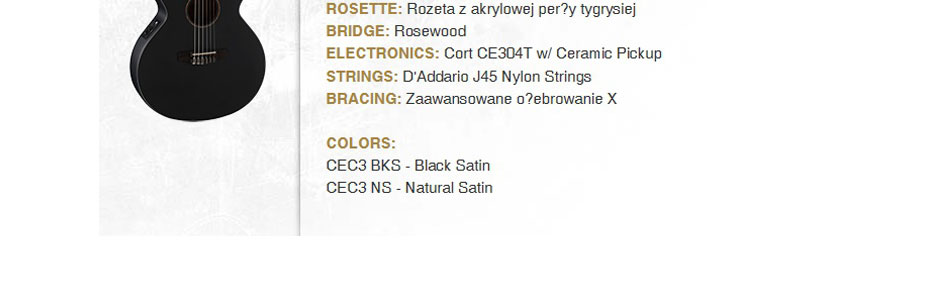 ROSETTE: Rozeta z akrylowej per?y tygrysiej
BRIDGE: Rosewood
ELECTRONICS: Cort CE304T w/ Ceramic Pickup
STRINGS: D'Addario J45 Nylon Strings
BRACING: Zaawansowane o?ebrowanie X
COLORS:
CEC3 BKS - Black Satin
CEC3 NS - Natural Satin